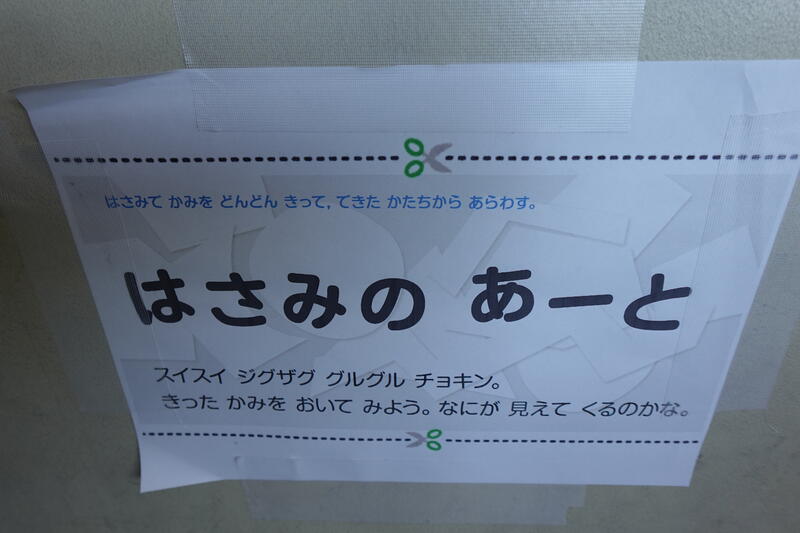 はさみで かみを どんどん きって，できた かたちから あらわす。
はさみの あーと
スイスイ ジグザグ グルグル チョキン。
きった かみを おいて みよう。なにが 見えて くるのかな。